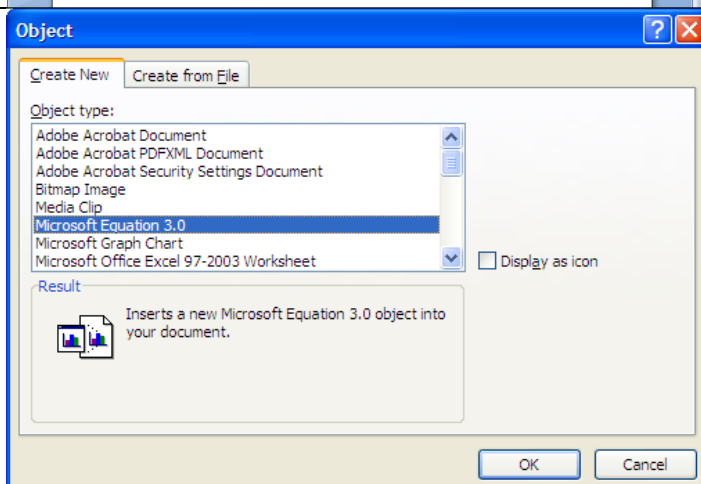 Object
Create New Create from File
Object type:
Adobe Acrobat Document
Adobe Acrobat PDFXML Document
Adobe Acrobat Security Settings Document
Bitmap Image
Media Clip
Microsoft Equation 3.0
Microsoft Graph Chart
Microsoft Office Excel 97-2003 Worksheet
Display as icon
Result
Inserts a new Microsoft Equation 3.0 object into
your document.
OK Cancel